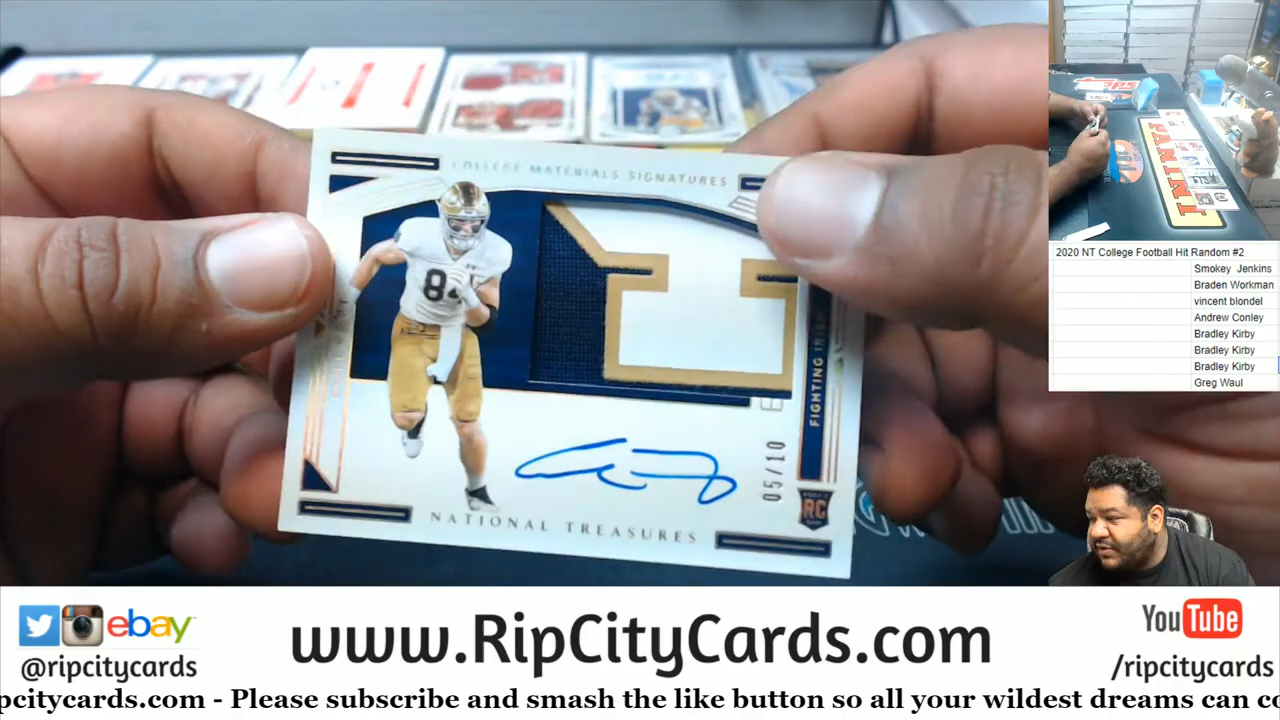 COLLEGE MATERIALS SIGNATURES
84
FIGHTING IRISH
05/10
RC
NATIONAL TREASURES
PANINI
2020 NT College Football Hit Random #2
Smokey Jenkins
Braden Workman
vincent blondel
Andrew Conley
Bradley Kirby
Bradley Kirby
Bradley Kirby
Greg Waul
ebay
@ripcitycards
www.RipCityCards.com
YouTube
/ripcitycards
pcitycards.com - Please subscribe and smash the like button so all your wildest dreams can co